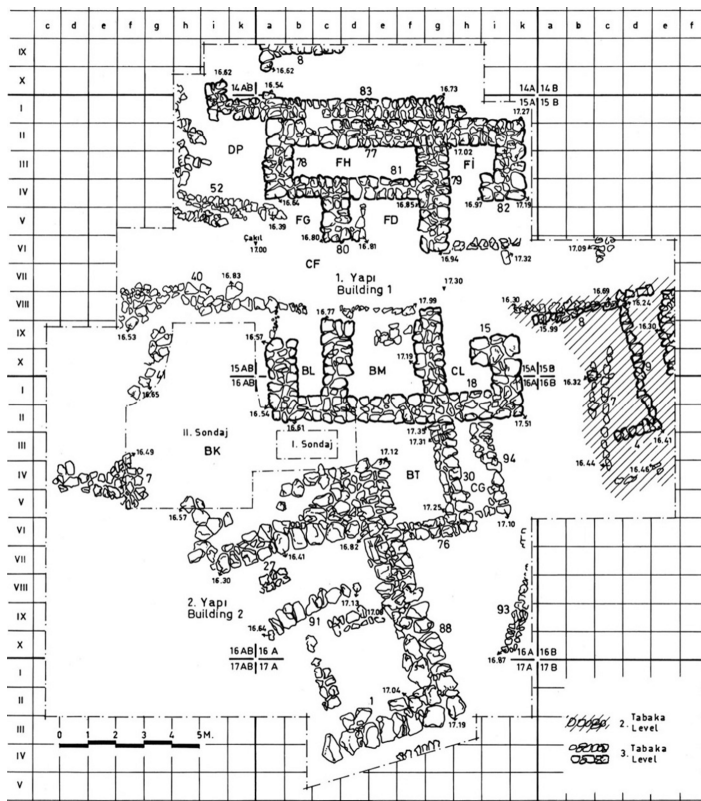 c d e f g h i k a b c d e f g h i k a b c d e f
IX
8
16.62
16.62
X
16.54
83
16.73
14AB
14A 14B
15A 15B
I
17.27
II
DP
FH
77
17.02
Fİ
III
78
81
79
IV
52
16.64
16.85
16.97
82
17.19
V
16.39
FG
FD
Çakıl
17.00
16.80
80
16.81
VI
16.94
17.32
17.09
CF
VII
40
16.83
1. Yapı
Building 1
17.30
16.69
VIII
16.77
17.99
16.30
16.24
16.53
15
15.99
8
16.30
IX
16.57
X
41
15AB
16AB
BL
BM
17.19
CL
15A 15B
16A 16B
16.32
9
I
16.65
18
7
16.54
17.51
II
16.61
17.35
17.31
II. Sondaj
I. Sondaj
16.41
III
BK
94
4
16.49
17.12
16.44
16.46
IV
7
BT
30
CG
V
16.57
17.25
17.10
VI
16.41
16.82
76
VII
16.30
27
VIII
2. Yapı
Building 2
17.13
IX
91
88
93
16.64
X
16AB 16A
17AB 17A
16.87
16A 16B
17A 17B
I
II
1
17.04
17.19
III
0 1 2 3 4 5M.
2. Tabaka
Level
IV
3. Tabaka
Level
V